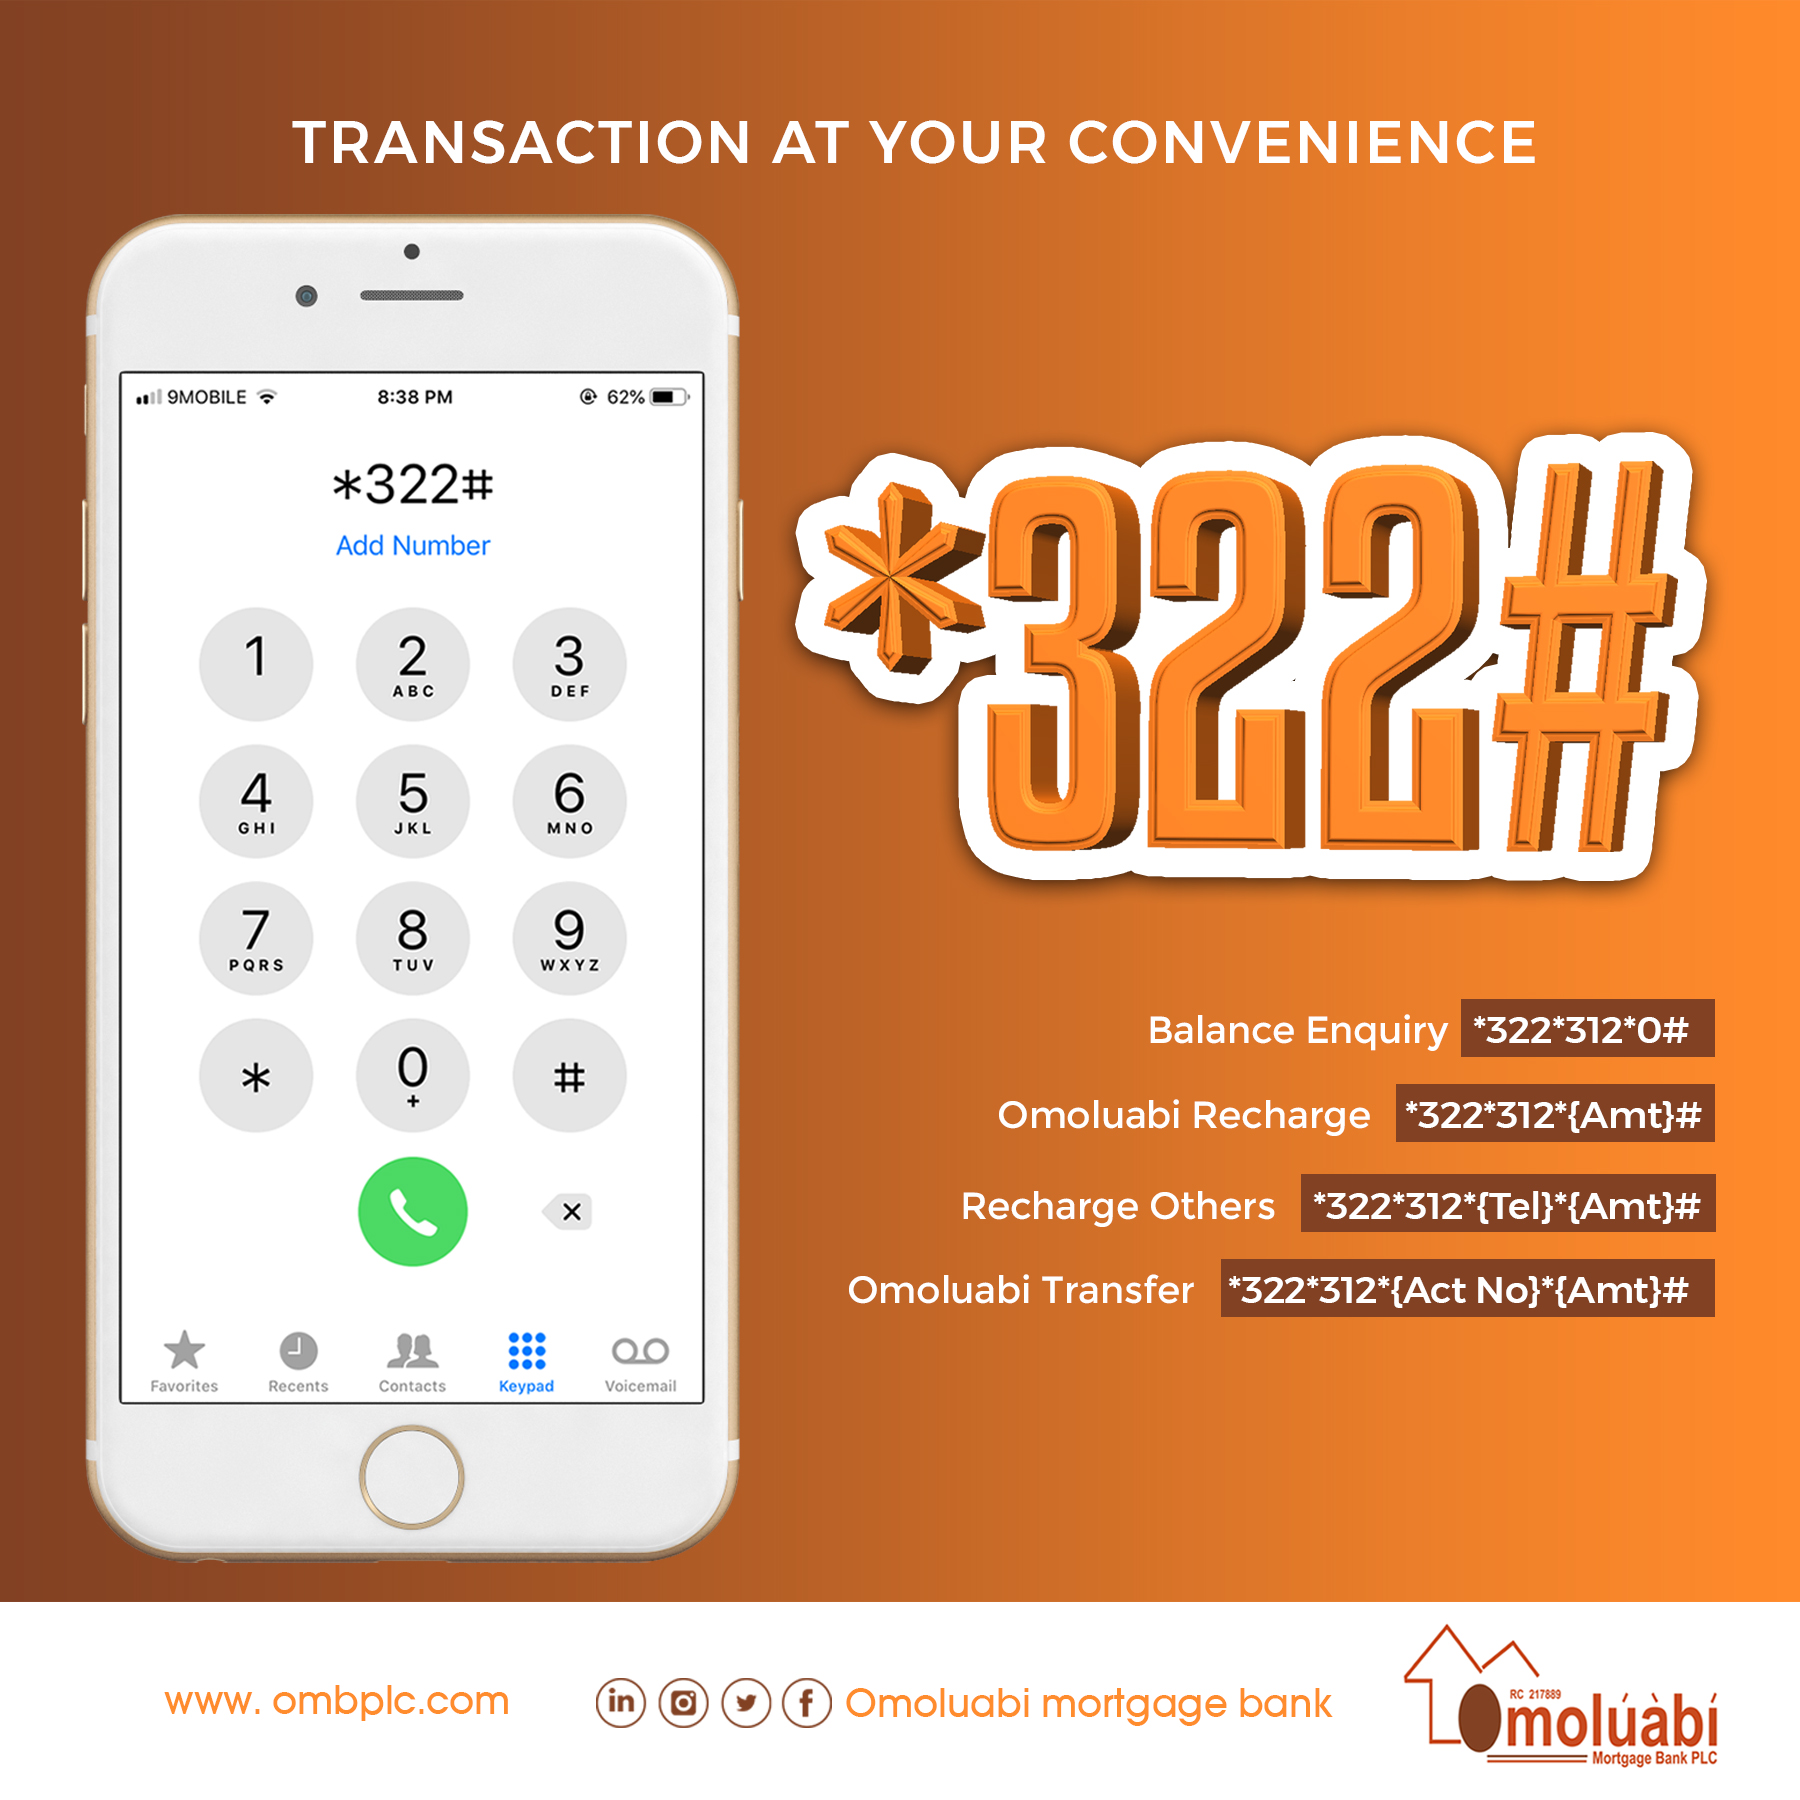 TRANSACTION AT YOUR CONVENIENCE
9MOBILE 8:38 PM 62%
*322#
Add Number
1 2 3
ABC DEF
4 5 6
GHI JKL MNO
7 8 9
PQRS TUV WXYZ
* 0 #
+
Favorites Recents Contacts Keypad Voicemail
*322#
Balance Enquiry *322*312*0#
Omoluabi Recharge *322*312*{Amt}#
Recharge Others *322*312*{Tel}*{Amt}#
Omoluabi Transfer *322*312*{Act No}*{Amt}#
www. ombplc.com
in f Omoluabi mortgage bank
RC 217889
Omolúàbí
Mortgage Bank PLC